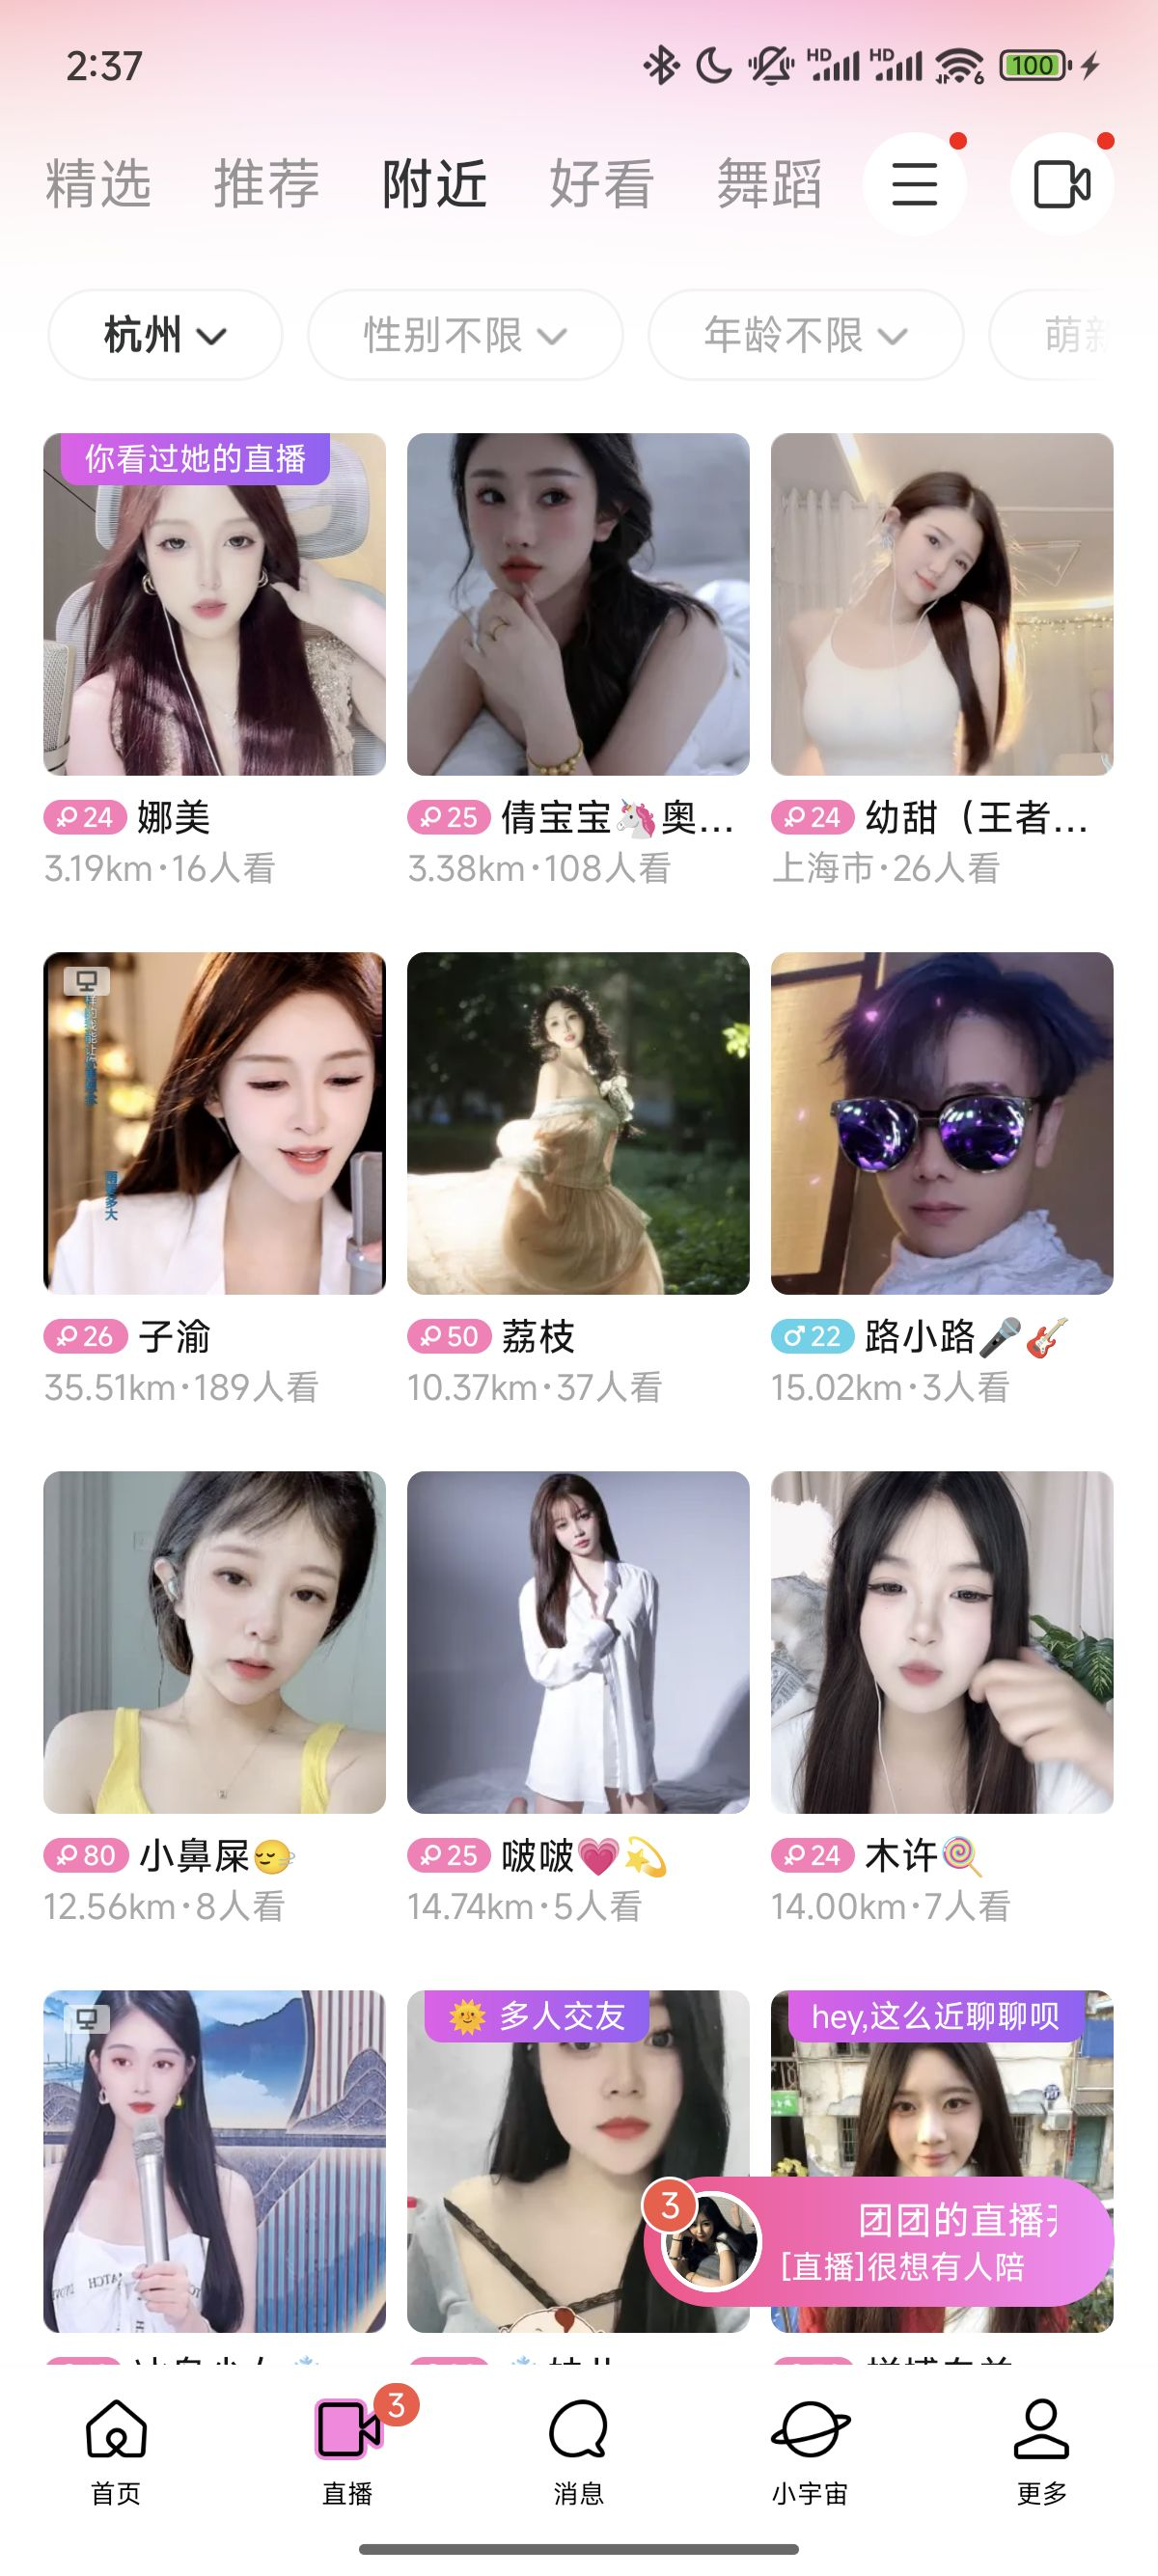 2:37
HD HD 6 100
精选 推荐 附近 好看 舞蹈
杭州 性别不限 年龄不限 萌新
你看过她的直播
24 娜美
3.19km·16人看
25 倩宝宝🦄奥...
3.38km·108人看
24 幼甜（王者...
上海市·26人看
26 子渝
35.51km·189人看
50 荔枝
10.37km·37人看
22 路小路🎤🎸
15.02km·3人看
80 小鼻屎😌
12.56km·8人看
25 啵啵💗💫
14.74km·5人看
24 木许🍭
14.00km·7人看
🌞 多人交友
hey,这么近聊聊呗
3
团团的直播
[直播]很想有人陪
3
首页 直播 消息 小宇宙 更多